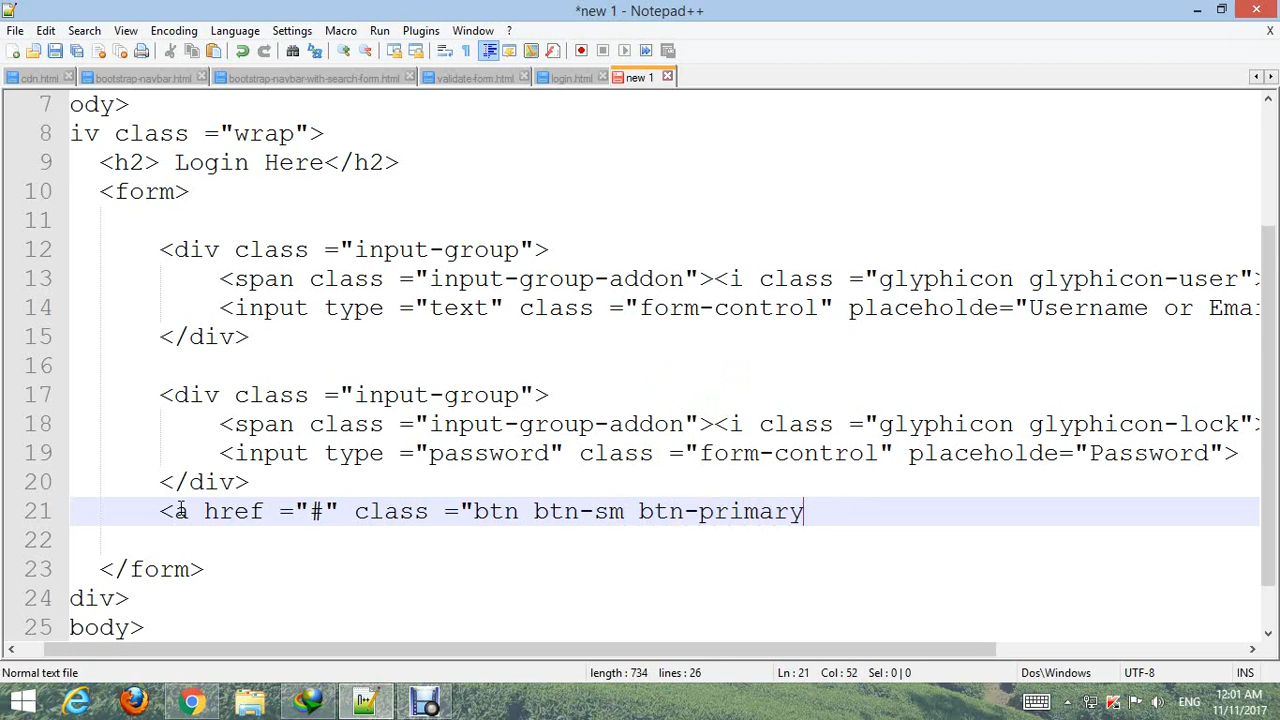 *new 1 - Notepad++
File Edit Search View Encoding Language Settings Macro Run Plugins Window ? X
cdn.html bootstrap-navbar.html bootstrap-navbar-with-search-form.html validate-form.html login.html new 1
7 ody>
8 iv class ="wrap">
9 <h2> Login Here</h2>
10 <form>
11
12 <div class ="input-group">
13 <span class ="input-group-addon"><i class ="glyphicon glyphicon-user">
14 <input type ="text" class ="form-control" placeholde="Username or Emai
15 </div>
16
17 <div class ="input-group">
18 <span class ="input-group-addon"><i class ="glyphicon glyphicon-lock">
19 <input type ="password" class ="form-control" placeholde="Password">
20 </div>
21 <a href ="#" class ="btn btn-sm btn-primary
22
23 </form>
24 div>
25 body>
Normal text file length : 734 lines : 26 Ln : 21 Col : 52 Sel : 0 | 0 Dos\Windows UTF-8 INS
ENG 12:01 AM
11/11/2017